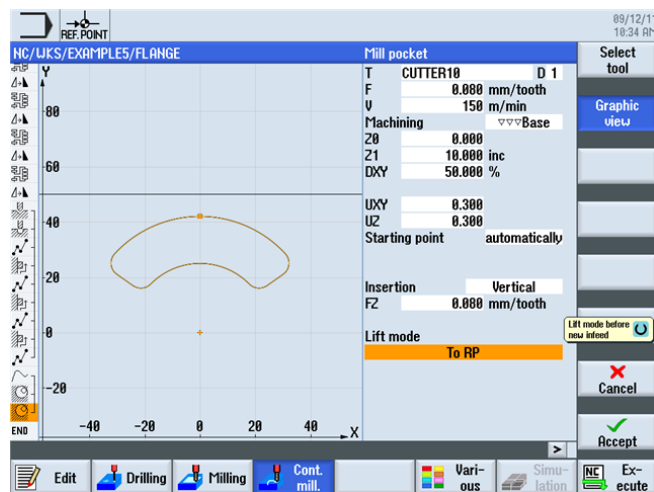 REF. POINT
09/12/1
10:34 AM
NC/WKS/EXAMPLE5/FLANGE
Mill pocket
Select
tool
Y
80
60
40
20
0
-20
-40 -20 0 20 40 X
END
T CUTTER10 D 1
F 0.080 mm/tooth
V 150 m/min
Machining ▽▽▽Base
Z0 0.000
Z1 10.000 inc
DXY 50.000 %
UXY 0.300
UZ 0.300
Starting point automatically
Insertion Vertical
FZ 0.080 mm/tooth
Lift mode
To RP
Graphic
view
Lift mode before
new infeed
Cancel
Accept
>
Edit
Drilling
Milling
Cont.
mill.
Vari-
ous
Simu-
lation
NC
Ex-
ecute